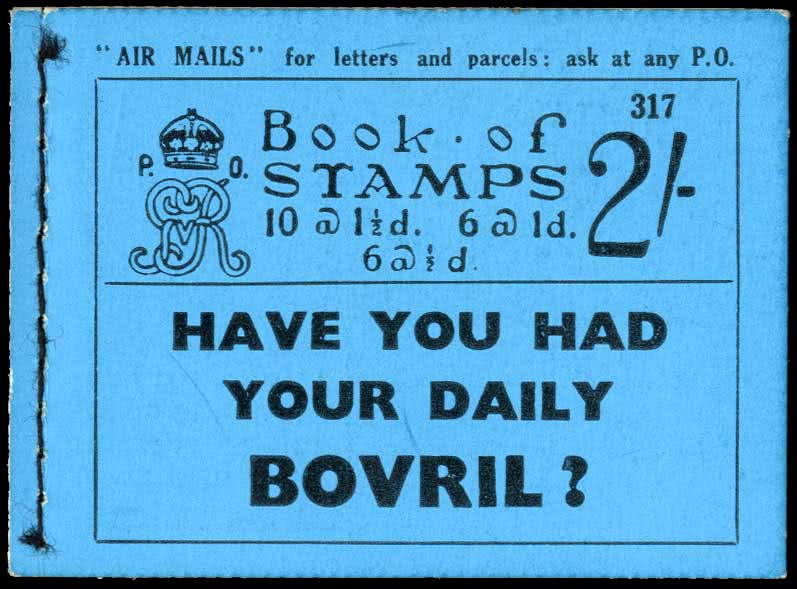 "AIR MAILS" for letters and parcels: ask at any P.O.
317
Book · of
P. O.
STAMPS 2/-
10 @ 1½d. 6 @ 1d.
6 @ ½d.
HAVE YOU HAD
YOUR DAILY
BOVRIL?